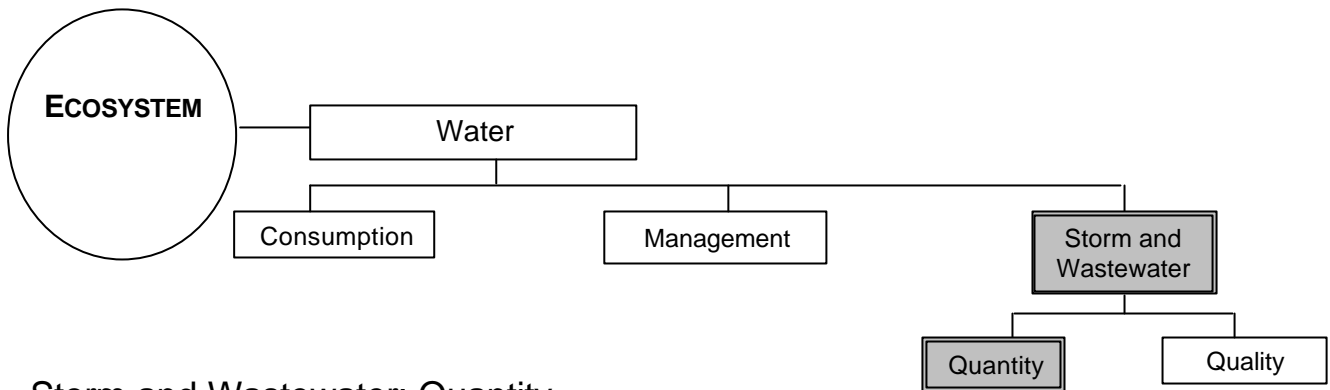 ECOSYSTEM
Water
Consumption
Management
Storm and
Wastewater
Quantity
Quality
Storm and Wastewater: Quantity